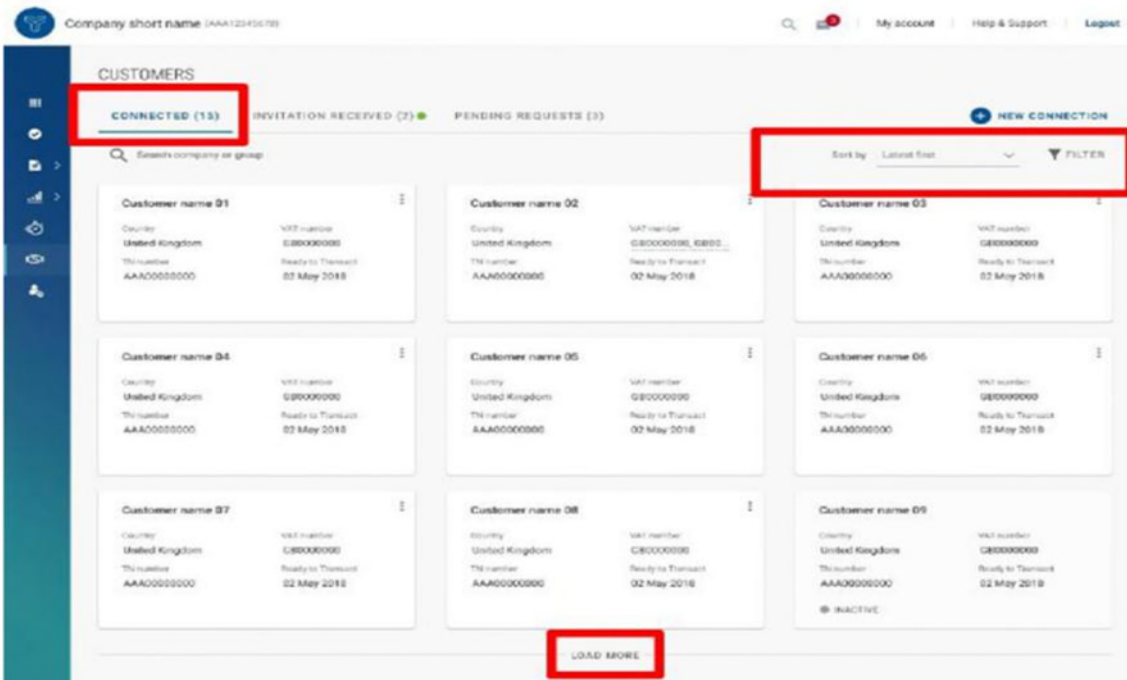 Company short name (AAA12345678)
My account Help & Support Logout
CUSTOMERS
CONNECTED (13) INVITATION RECEIVED (2) PENDING REQUESTS (3) NEW CONNECTION
Search company or group Sort by Latest first FILTER
Customer name 01 Customer name 02 Customer name 03
Country VAT number Country VAT number Country VAT number
United Kingdom GB0000000 United Kingdom GB0000000, GB00... United Kingdom GB0000000
TN number Ready to Transact TN number Ready to Transact TN number Ready to Transact
AAA00000000 02 May 2018 AAA00000000 02 May 2018 AAA00000000 02 May 2018
Customer name 04 Customer name 05 Customer name 06
Country VAT number Country VAT number Country VAT number
United Kingdom GB0000000 United Kingdom GB0000000 United Kingdom GB0000000
TN number Ready to Transact TN number Ready to Transact TN number Ready to Transact
AAA00000000 02 May 2018 AAA00000000 02 May 2018 AAA00000000 02 May 2018
Customer name 07 Customer name 08 Customer name 09
Country VAT number Country VAT number Country VAT number
United Kingdom GB0000000 United Kingdom GB0000000 United Kingdom GB0000000
TN number Ready to Transact TN number Ready to Transact TN number Ready to Transact
AAA00000000 02 May 2018 AAA00000000 02 May 2018 AAA00000000 02 May 2018
INACTIVE
LOAD MORE